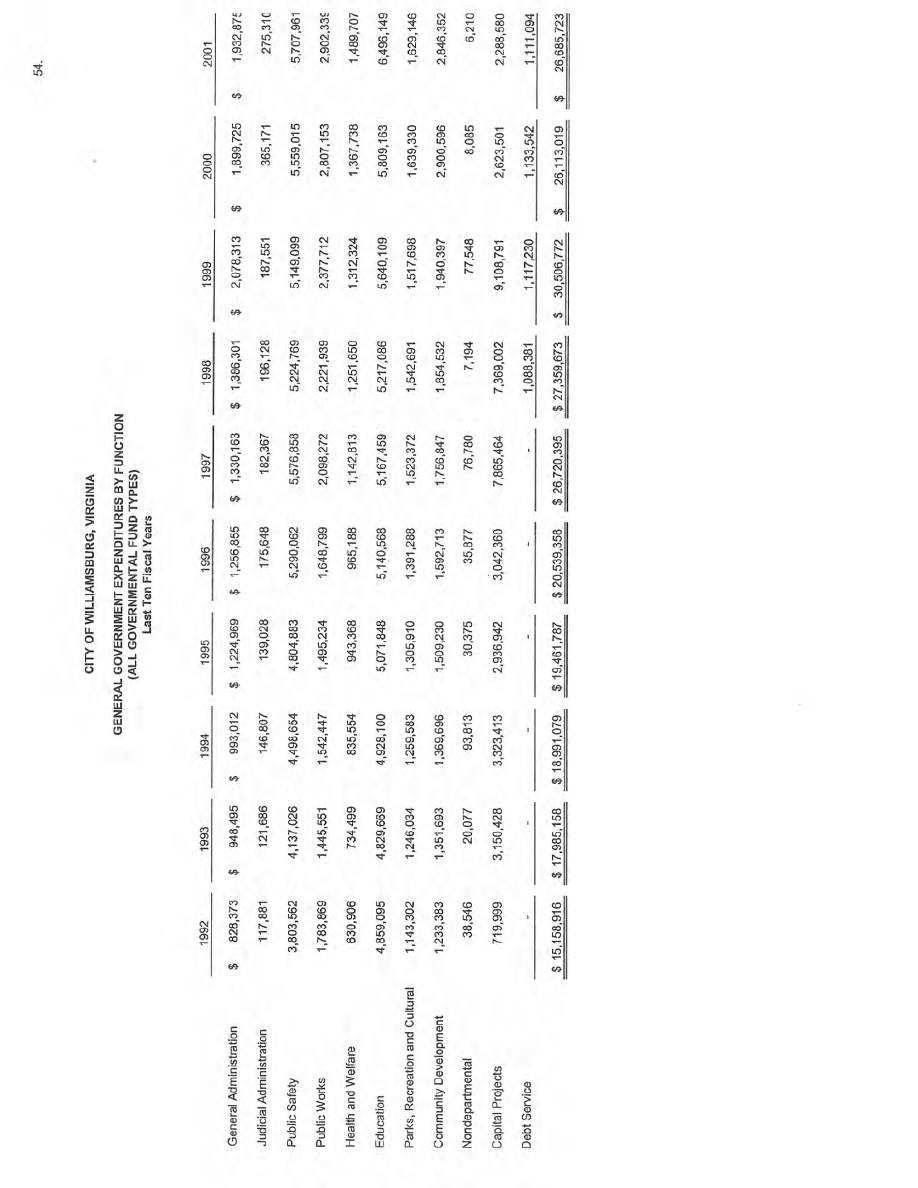 54.
CITY OF WILLIAMSBURG, VIRGINIA
GENERAL GOVERNMENT EXPENDITURES BY FUNCTION
(ALL GOVERNMENTAL FUND TYPES)
Last Ten Fiscal Years
1992 1993 1994 1995 1996 1997 1998 1999 2000 2001
General Administration $ 828,373 $ 948,495 $ 993,012 $ 1,224,969 $ 1,256,855 $ 1,330,163 $ 1,386,301 $ 2,078,313 $ 1,899,725 $ 1,932,875
Judicial Administration 117,881 121,686 146,807 139,028 175,648 182,367 196,128 187,551 365,171 275,310
Public Safety 3,803,562 4,137,026 4,498,654 4,804,883 5,290,062 5,576,858 5,224,769 5,149,099 5,559,015 5,707,961
Public Works 1,783,869 1,445,551 1,542,447 1,495,234 1,648,799 2,098,272 2,221,939 2,377,712 2,807,153 2,902,339
Health and Welfare 630,906 734,499 835,554 943,368 965,188 1,142,813 1,251,650 1,312,324 1,367,738 1,489,707
Education 4,859,095 4,829,669 4,928,100 5,071,848 5,140,568 5,167,459 5,217,086 5,640,109 5,809,163 6,496,149
Parks, Recreation and Cultural 1,143,302 1,246,034 1,259,583 1,305,910 1,391,288 1,523,372 1,542,691 1,517,698 1,639,330 1,629,146
Community Development 1,233,383 1,351,693 1,369,696 1,509,230 1,592,713 1,756,847 1,854,532 1,940,397 2,900,596 2,846,352
Nondepartmental 38,546 20,077 93,813 30,375 35,877 76,780 7,194 77,548 8,085 6,210
Capital Projects 719,999 3,150,428 3,323,413 2,936,942 3,042,360 7,865,464 7,369,002 9,108,791 2,623,501 2,288,580
Debt Service - - - - - - 1,088,381 1,117,230 1,133,542 1,111,094
$ 15,158,916 $ 17,985,158 $ 18,991,079 $ 19,461,787 $ 20,539,358 $ 26,720,395 $ 27,359,673 $ 30,506,772 $ 26,113,019 $ 26,685,723